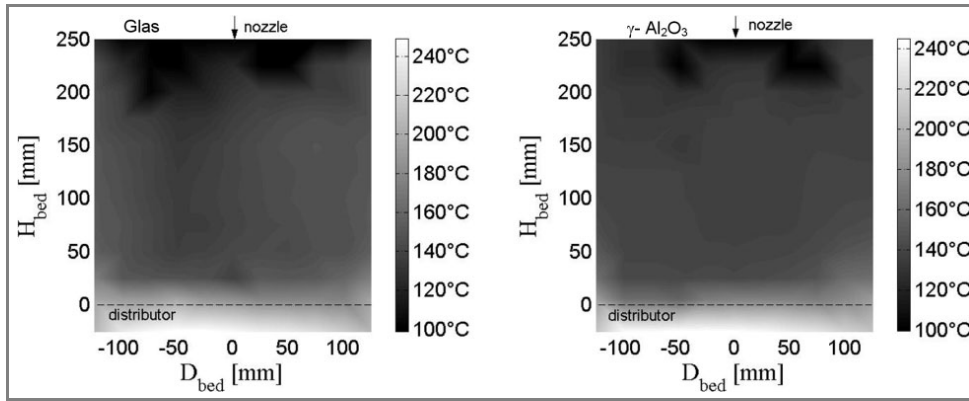 Glas
nozzle
250
200
150
100
50
0
H_bed [mm]
distributor
-100 -50 0 50 100
D_bed [mm]
240°C
220°C
200°C
180°C
160°C
140°C
120°C
100°C
γ- Al₂O₃
nozzle
250
200
150
100
50
0
H_bed [mm]
distributor
-100 -50 0 50 100
D_bed [mm]
240°C
220°C
200°C
180°C
160°C
140°C
120°C
100°C